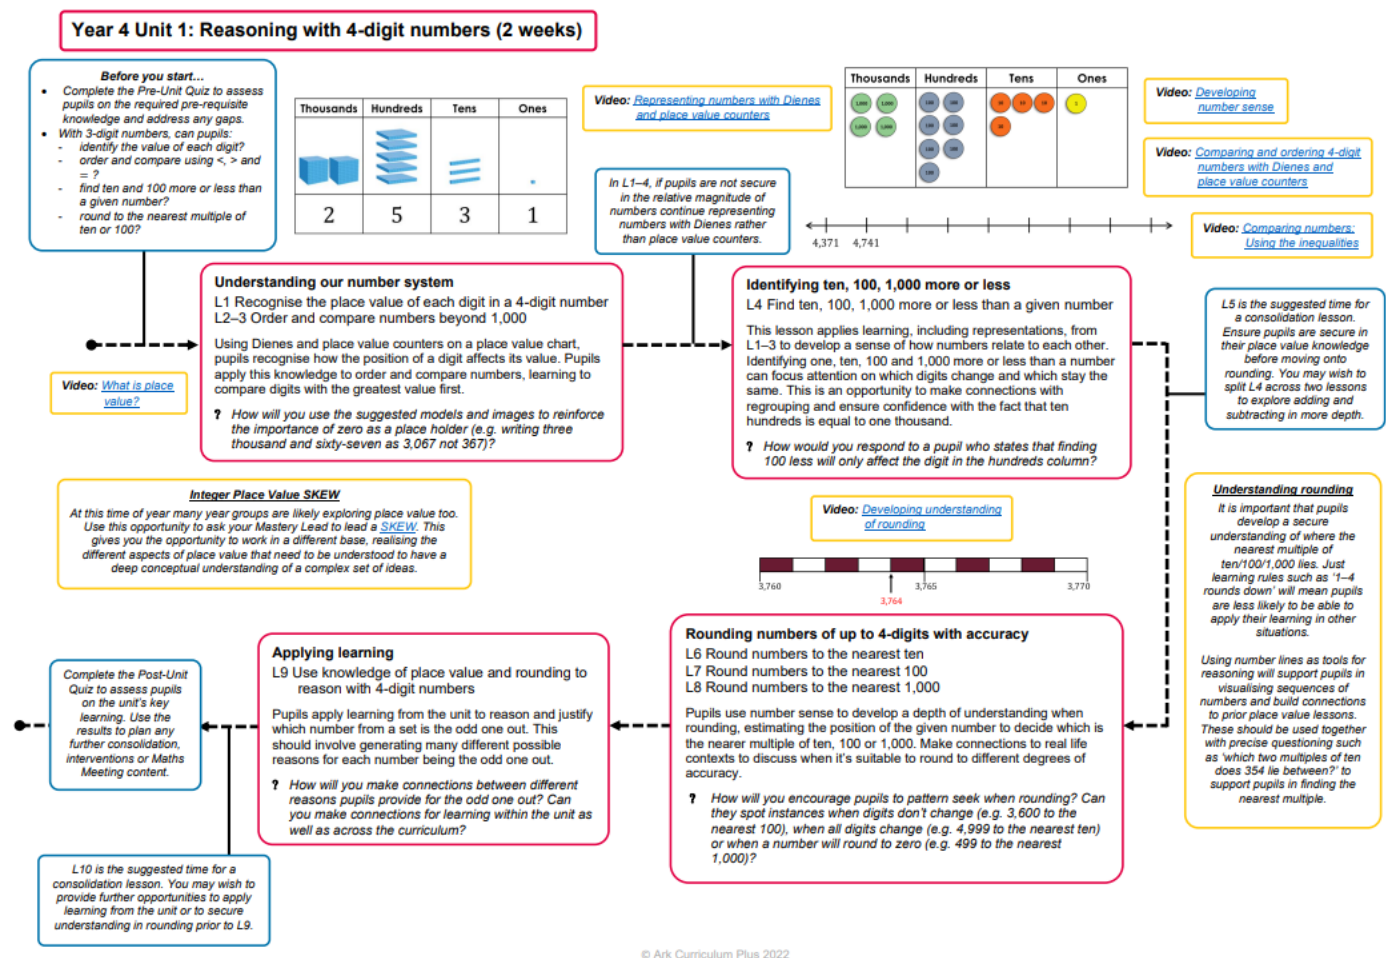 Year 4 Unit 1: Reasoning with 4-digit numbers (2 weeks)
Before you start…
• Complete the Pre-Unit Quiz to assess
pupils on the required pre-requisite
knowledge and address any gaps.
• With 3-digit numbers, can pupils:
- identify the value of each digit?
- order and compare using <, > and
= ?
- find ten and 100 more or less than
a given number?
- round to the nearest multiple of
ten or 100?
Thousands Hundreds Tens Ones
2 5 3 1
Video: Representing numbers with Dienes
and place value counters
In L1–4, if pupils are not secure
in the relative magnitude of
numbers continue representing
numbers with Dienes rather
than place value counters.
Thousands Hundreds Tens Ones
1,000 1,000 100 100 10 10 10 1
1,000 1,000 100 100 10
100 100
100
4,371 4,741
Video: Developing
number sense
Video: Comparing and ordering 4-digit
numbers with Dienes and
place value counters
Video: Comparing numbers:
Using the inequalities
Understanding our number system
L1 Recognise the place value of each digit in a 4-digit number
L2–3 Order and compare numbers beyond 1,000
Using Dienes and place value counters on a place value chart,
pupils recognise how the position of a digit affects its value. Pupils
apply this knowledge to order and compare numbers, learning to
compare digits with the greatest value first.
? How will you use the suggested models and images to reinforce
the importance of zero as a place holder (e.g. writing three
thousand and sixty-seven as 3,067 not 367)?
Video: What is place
value?
Identifying ten, 100, 1,000 more or less
L4 Find ten, 100, 1,000 more or less than a given number
This lesson applies learning, including representations, from
L1–3 to develop a sense of how numbers relate to each other.
Identifying one, ten, 100 and 1,000 more or less than a number
can focus attention on which digits change and which stay the
same. This is an opportunity to make connections with
regrouping and ensure confidence with the fact that ten
hundreds is equal to one thousand.
? How would you respond to a pupil who states that finding
100 less will only affect the digit in the hundreds column?
L5 is the suggested time for
a consolidation lesson.
Ensure pupils are secure in
their place value knowledge
before moving onto
rounding. You may wish to
split L4 across two lessons
to explore adding and
subtracting in more depth.
Integer Place Value SKEW
At this time of year many year groups are likely exploring place value too.
Use this opportunity to ask your Mastery Lead to lead a SKEW. This
gives you the opportunity to work in a different base, realising the
different aspects of place value that need to be understood to have a
deep conceptual understanding of a complex set of ideas.
Video: Developing understanding
of rounding
3,760 3,765 3,770
3,764
Understanding rounding
It is important that pupils
develop a secure
understanding of where the
nearest multiple of
ten/100/1,000 lies. Just
learning rules such as ‘1–4
rounds down’ will mean pupils
are less likely to be able to
apply their learning in other
situations.
Using number lines as tools for
reasoning will support pupils in
visualising sequences of
numbers and build connections
to prior place value lessons.
These should be used together
with precise questioning such
as ‘which two multiples of ten
does 354 lie between?’ to
support pupils in finding the
nearest multiple.
Rounding numbers of up to 4-digits with accuracy
L6 Round numbers to the nearest ten
L7 Round numbers to the nearest 100
L8 Round numbers to the nearest 1,000
Pupils use number sense to develop a depth of understanding when
rounding, estimating the position of the given number to decide which is
the nearer multiple of ten, 100 or 1,000. Make connections to real life
contexts to discuss when it’s suitable to round to different degrees of
accuracy.
? How will you encourage pupils to pattern seek when rounding? Can
they spot instances when digits don’t change (e.g. 3,600 to the
nearest 100), when all digits change (e.g. 4,999 to the nearest ten)
or when a number will round to zero (e.g. 499 to the nearest
1,000)?
Applying learning
L9 Use knowledge of place value and rounding to
reason with 4-digit numbers
Pupils apply learning from the unit to reason and justify
which number from a set is the odd one out. This
should involve generating many different possible
reasons for each number being the odd one out.
? How will you make connections between different
reasons pupils provide for the odd one out? Can
you make connections for learning within the unit as
well as across the curriculum?
Complete the Post-Unit
Quiz to assess pupils
on the unit’s key
learning. Use the
results to plan any
further consolidation,
interventions or Maths
Meeting content.
L10 is the suggested time for a
consolidation lesson. You may wish to
provide further opportunities to apply
learning from the unit or to secure
understanding in rounding prior to L9.
© Ark Curriculum Plus 2022